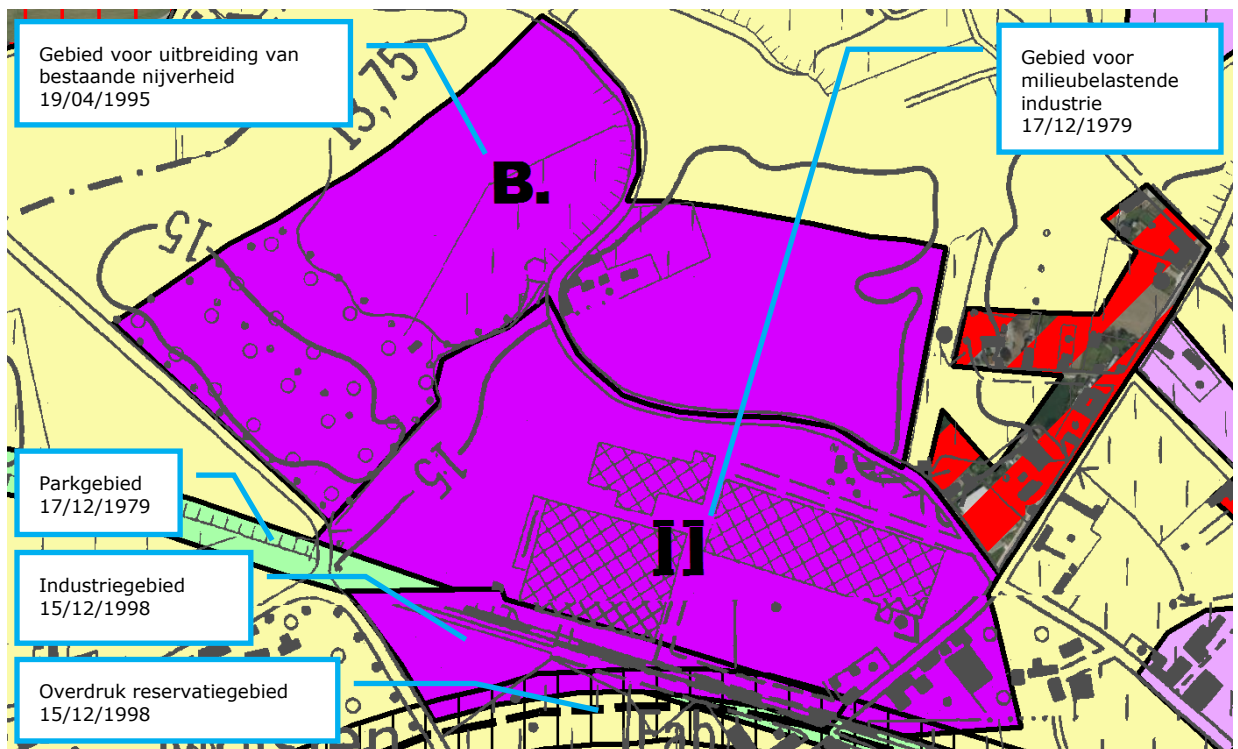 Gebied voor uitbreiding van
bestaande nijverheid
19/04/1995
Gebied voor
milieubelastende
industrie
17/12/1979
13,75
B.
15
15
Parkgebied
17/12/1979
II
Industriegebied
15/12/1998
Overdruk reservatiegebied
15/12/1998